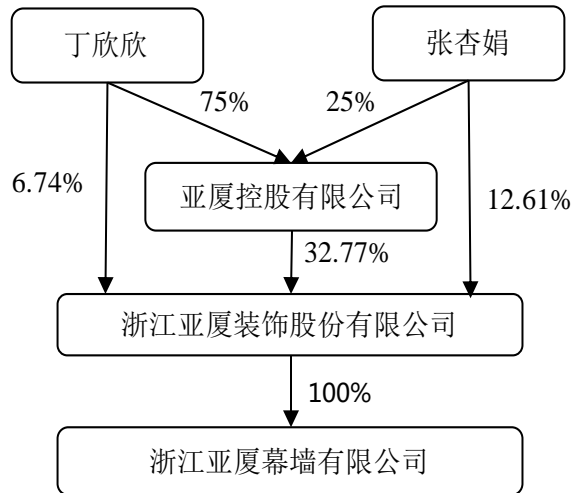 丁欣欣
张杏娟
75%
25%
6.74%
亚厦控股有限公司
12.61%
32.77%
浙江亚厦装饰股份有限公司
100%
浙江亚厦幕墙有限公司